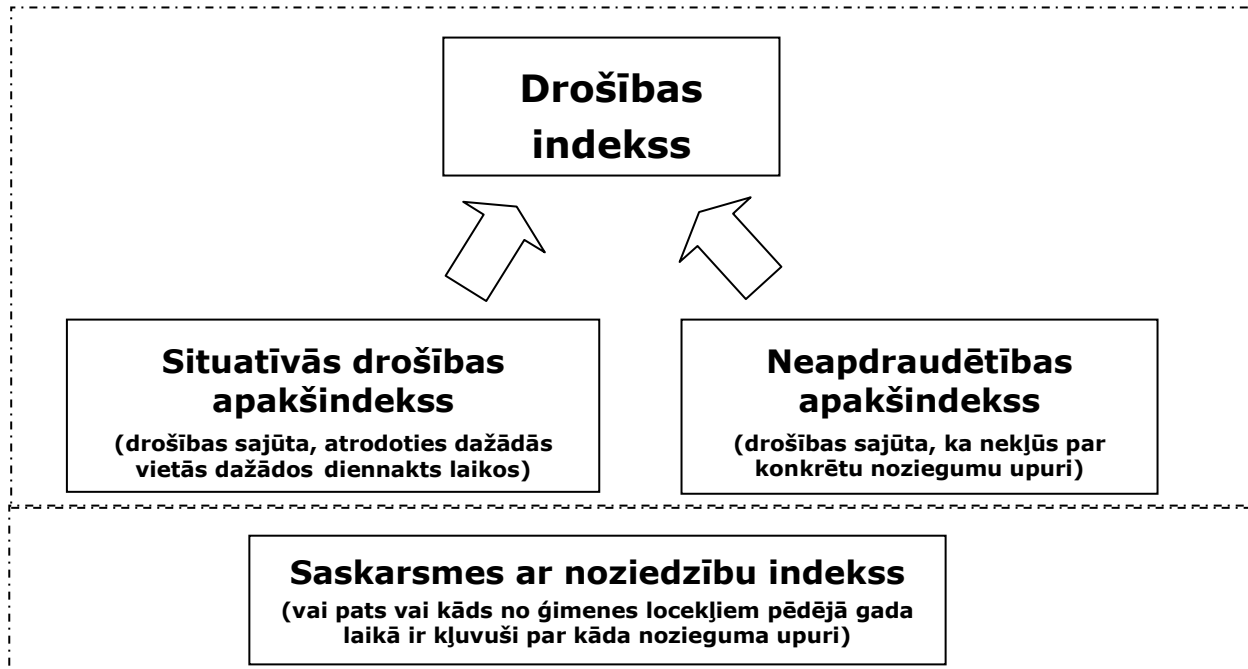 Drošības
indekss
Situatīvās drošības
apakšindekss
(drošības sajūta, atrodoties dažādās
vietās dažādos diennakts laikos)
Neapdraudētības
apakšindekss
(drošības sajūta, ka nekļūs par
konkrētu noziegumu upuri)
Saskarsmes ar noziedzību indekss
(vai pats vai kāds no ģimenes locekļiem pēdējā gada
laikā ir kļuvuši par kāda nozieguma upuri)